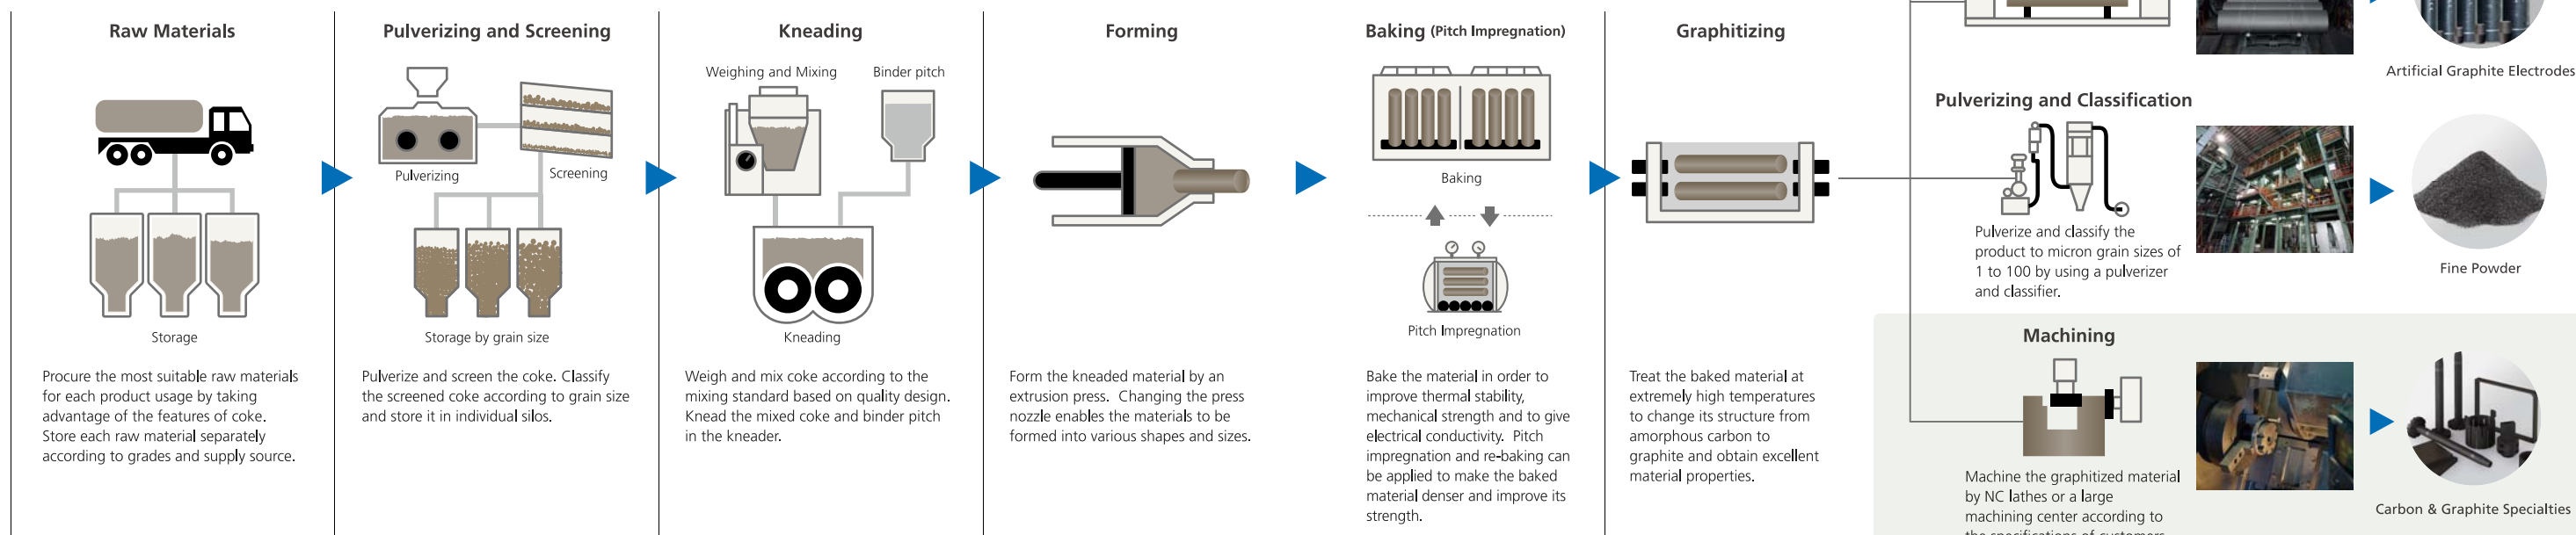 Raw Materials
Storage
Procure the most suitable raw materials
for each product usage by taking
advantage of the features of coke.
Store each raw material separately
according to grades and supply source.
Pulverizing and Screening
Pulverizing
Screening
Storage by grain size
Pulverize and screen the coke. Classify
the screened coke according to grain size
and store it in individual silos.
Kneading
Weighing and Mixing
Binder pitch
Kneading
Weigh and mix coke according to the
mixing standard based on quality design.
Knead the mixed coke and binder pitch
in the kneader.
Forming
Form the kneaded material by an
extrusion press. Changing the press
nozzle enables the materials to be
formed into various shapes and sizes.
Baking (Pitch Impregnation)
Baking
Pitch Impregnation
Bake the material in order to
improve thermal stability,
mechanical strength and to give
electrical conductivity. Pitch
impregnation and re-baking can
be applied to make the baked
material denser and improve its
strength.
Graphitizing
Treat the baked material at
extremely high temperatures
to change its structure from
amorphous carbon to
graphite and obtain excellent
material properties.
Artificial Graphite Electrodes
Pulverizing and Classification
Pulverize and classify the
product to micron grain sizes of
1 to 100 by using a pulverizer
and classifier.
Fine Powder
Machining
Machine the graphitized material
by NC lathes or a large
machining center according to
the specifications of customers
Carbon & Graphite Specialties